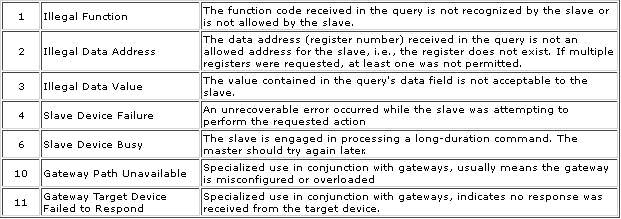 1 Illegal Function The function code received in the query is not recognized by the slave or
is not allowed by the slave.
2 Illegal Data Address The data address (register number) received in the query is not an
allowed address for the slave, i.e., the register does not exist. If multiple
registers were requested, at least one was not permitted.
3 Illegal Data Value The value contained in the query's data field is not acceptable to the
slave.
4 Slave Device Failure An unrecoverable error occurred while the slave was attempting to
perform the requested action
6 Slave Device Busy The slave is engaged in processing a long-duration command. The
master should try again later.
10 Gateway Path Unavailable Specialized use in conjunction with gateways, usually means the gateway
is misconfigured or overloaded
11 Gateway Target Device
Failed to Respond Specialized use in conjunction with gateways, indicates no response was
received from the target device.